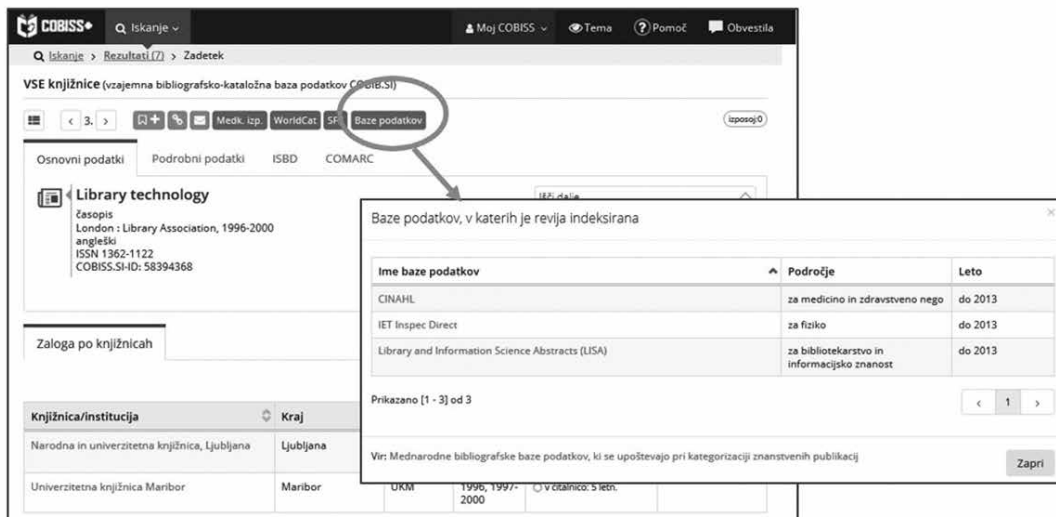 COBISS+ Iskanje Moj COBISS Tema Pomoč Obvestila
Iskanje > Rezultati (7) > Zadetek
VSE knjižnice (vzajemna bibliografsko-kataložna baza podatkov COBIB.SI)
3. Medk. izp. WorldCat Baze podatkov izposoj:0
Osnovni podatki Podrobni podatki ISBD COMARC
Library technology
časopis
London : Library Association, 1996-2000
angleški
ISSN 1362-1122
COBISS.SI-ID: 58394368
Išči dalje
Baze podatkov, v katerih je revija indeksirana
Ime baze podatkov Področje Leto
CINAHL za medicino in zdravstveno nego do 2013
IET Inspec Direct za fiziko do 2013
Library and Information Science Abstracts (LISA) za bibliotekarstvo in informacijsko znanost do 2013
Prikazano [1 - 3] od 3
< 1 >
Vir: Mednarodne bibliografske baze podatkov, ki se upoštevajo pri kategorizaciji znanstvenih publikacij
Zapri
Zaloga po knjižnicah
Knjižnica/institucija Kraj
Narodna in univerzitetna knjižnica, Ljubljana Ljubljana
Univerzitetna knjižnica Maribor Maribor UKM 1996, 1997-2000 v čitalnico: 5 letn.